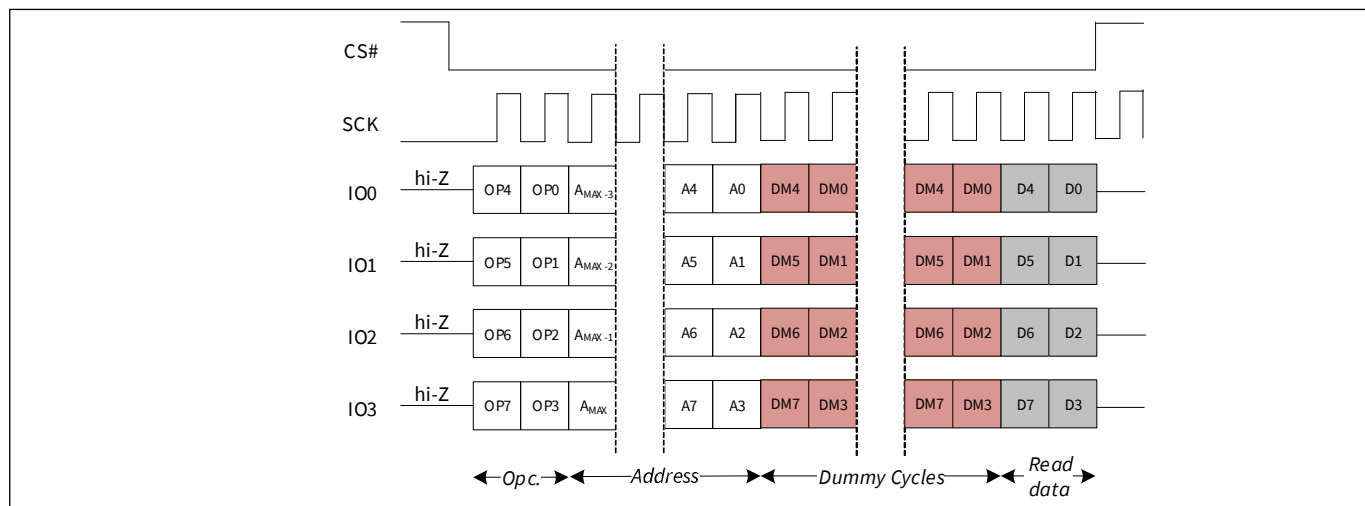 CS#
SCK
IO0 hi-Z OP4 OP0 AMAX-3 A4 A0 DM4 DM0 DM4 DM0 D4 D0
IO1 hi-Z OP5 OP1 AMAX-2 A5 A1 DM5 DM1 DM5 DM1 D5 D1
IO2 hi-Z OP6 OP2 AMAX-1 A6 A2 DM6 DM2 DM6 DM2 D6 D2
IO3 hi-Z OP7 OP3 AMAX A7 A3 DM7 DM3 DM7 DM3 D7 D3
Opc. Address Dummy Cycles Read
data